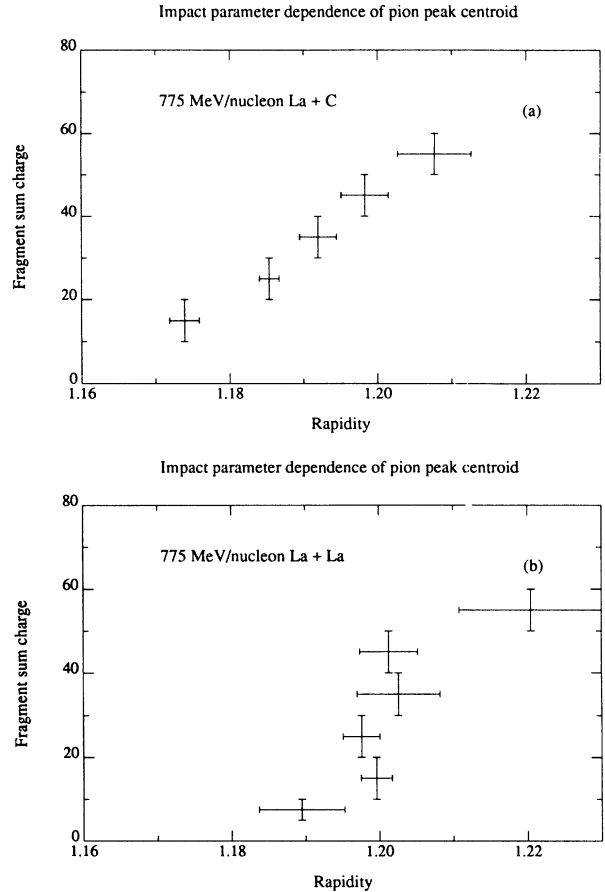 Impact parameter dependence of pion peak centroid
80
775 MeV/nucleon La + C
(a)
60
Fragment sum charge
40
20
0
1.16 1.18 1.20 1.22
Rapidity
Impact parameter dependence of pion peak centroid
80
775 MeV/nucleon La + La
(b)
60
Fragment sum charge
40
20
0
1.16 1.18 1.20 1.22
Rapidity